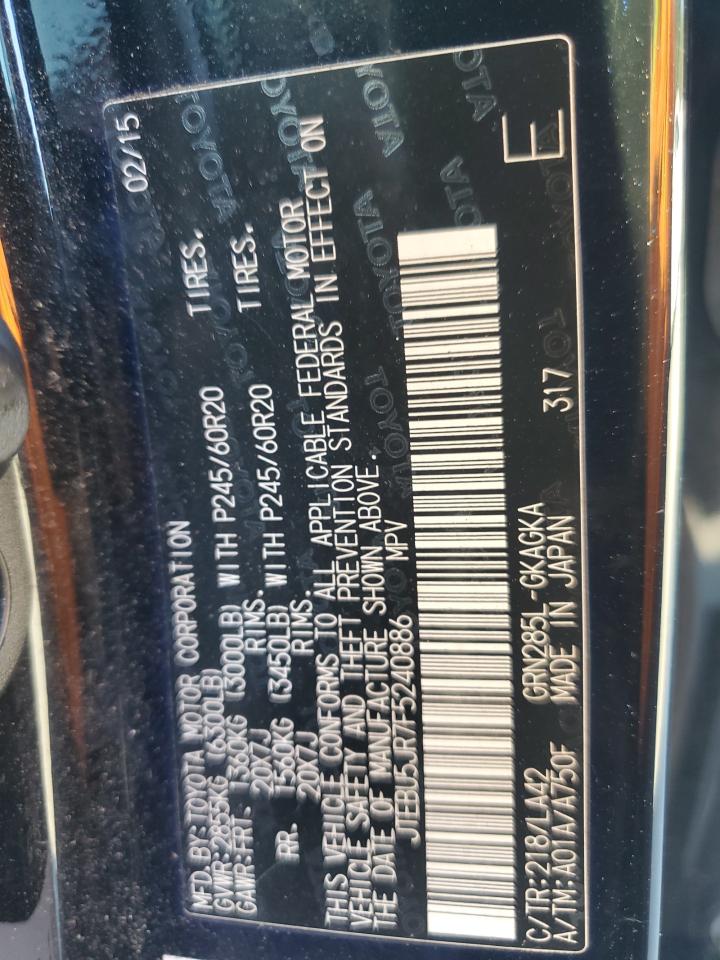 MFD. BY: TOYOTA MOTOR CORPORATION 02/15
GVWR: 2855KG (6300LB)
GAWR: FRT. 1360KG (3000LB) WITH P245/60R20 TIRES.
20X7J RIMS.
RR. 1560KG (3450LB) WITH P245/60R20 TIRES.
20X7J RIMS.
THIS VEHICLE CONFORMS TO ALL APPLICABLE FEDERAL MOTOR
VEHICLE SAFETY AND THEFT PREVENTION STANDARDS IN EFFECT ON
THE DATE OF MANUFACTURE SHOWN ABOVE.
JTEBU5JR7F5240886 MPV
C/TR: 218/LA42 GRN285L-GKAGKA 317 E
A/TM: A01A/A750F MADE IN JAPAN